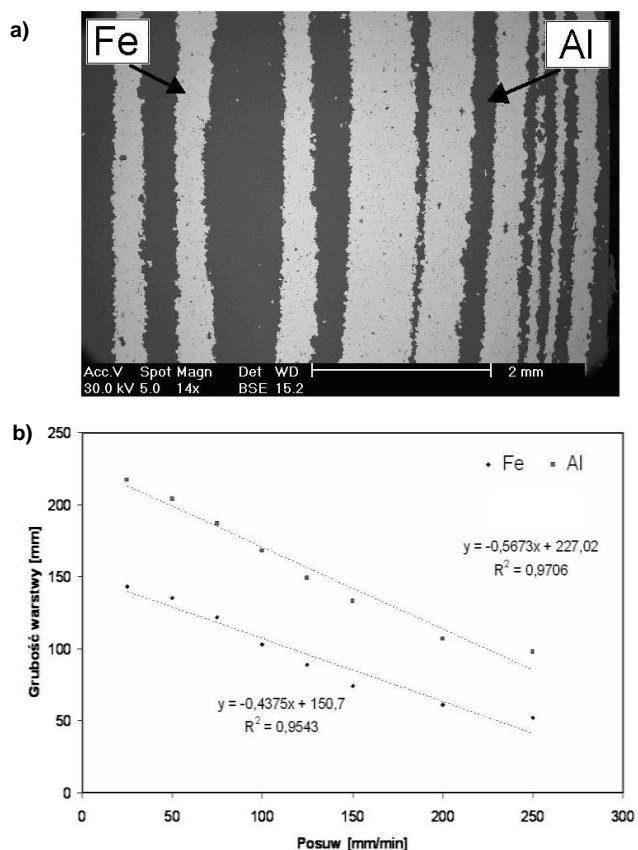 a)
Fe
Al
Acc.V Spot Magn Det WD 2 mm
30.0 kV 5.0 14x BSE 15.2
b)
250
Fe Al
200
y = -0,5673x + 227,02
R² = 0,9706
150
Grubość warstwy [mm]
100
y = -0,4375x + 150,7
R² = 0,9543
50
0
0 50 100 150 200 250 300
Posuw [mm/min]